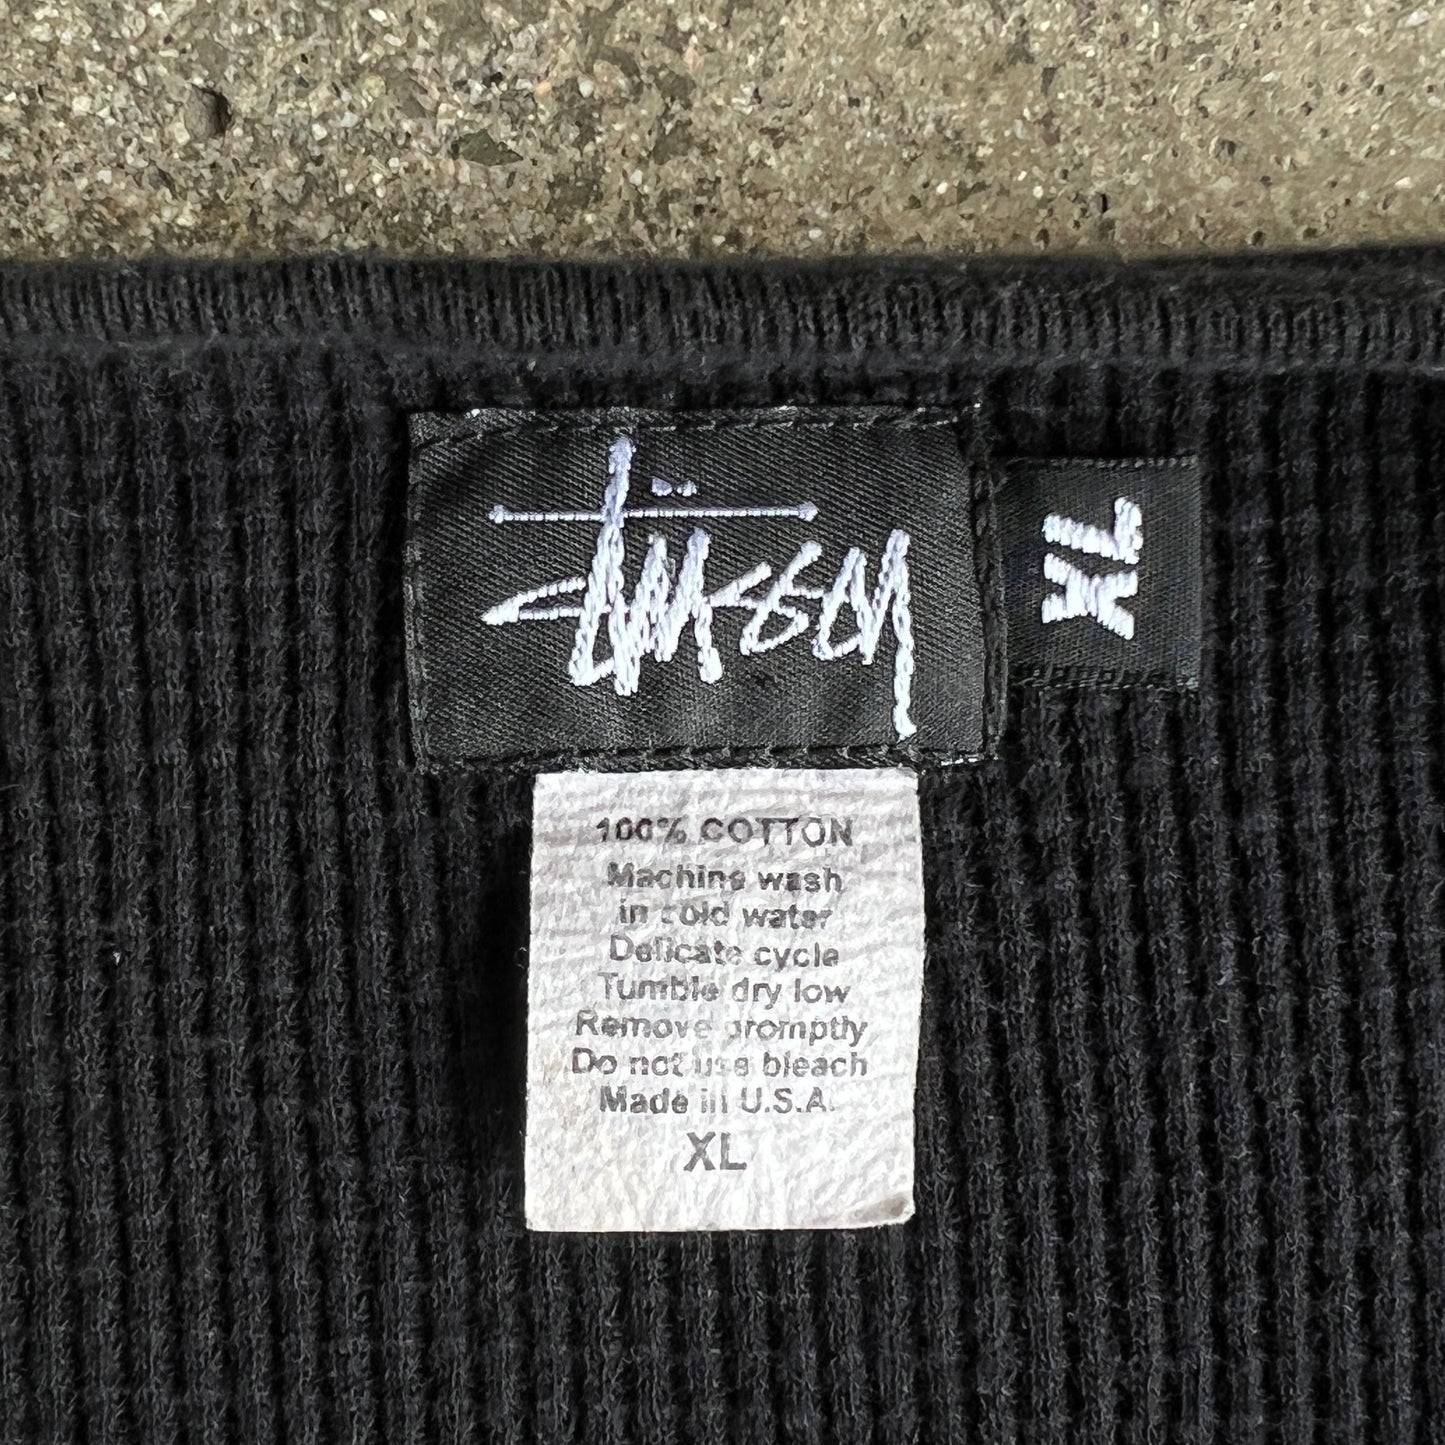 Stüssy
XL
100% COTTON
Machine wash
in cold water
Delicate cycle
Tumble dry low
Remove promptly
Do not use bleach
Made in U.S.A.
XL